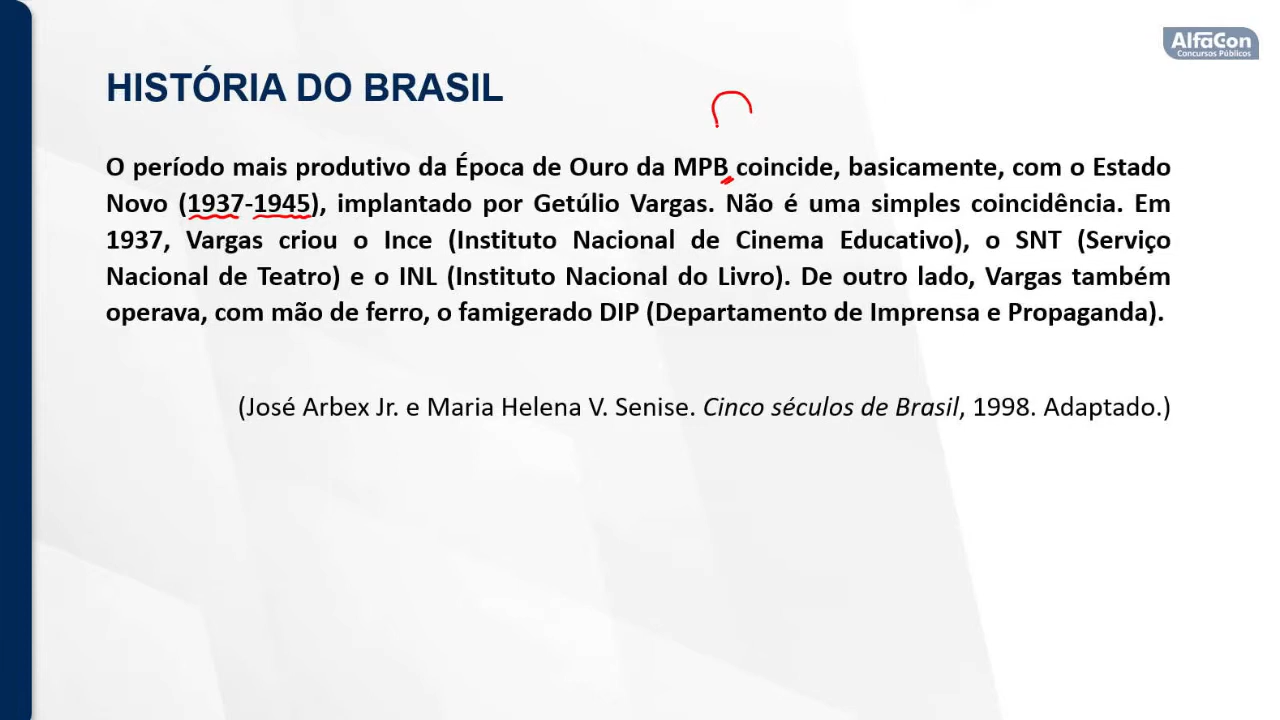 AlfaCon
Concursos Públicos
HISTÓRIA DO BRASIL
O período mais produtivo da Época de Ouro da MPB coincide, basicamente, com o Estado
Novo (1937-1945), implantado por Getúlio Vargas. Não é uma simples coincidência. Em
1937, Vargas criou o Ince (Instituto Nacional de Cinema Educativo), o SNT (Serviço
Nacional de Teatro) e o INL (Instituto Nacional do Livro). De outro lado, Vargas também
operava, com mão de ferro, o famigerado DIP (Departamento de Imprensa e Propaganda).
(José Arbex Jr. e Maria Helena V. Senise. Cinco séculos de Brasil, 1998. Adaptado.)